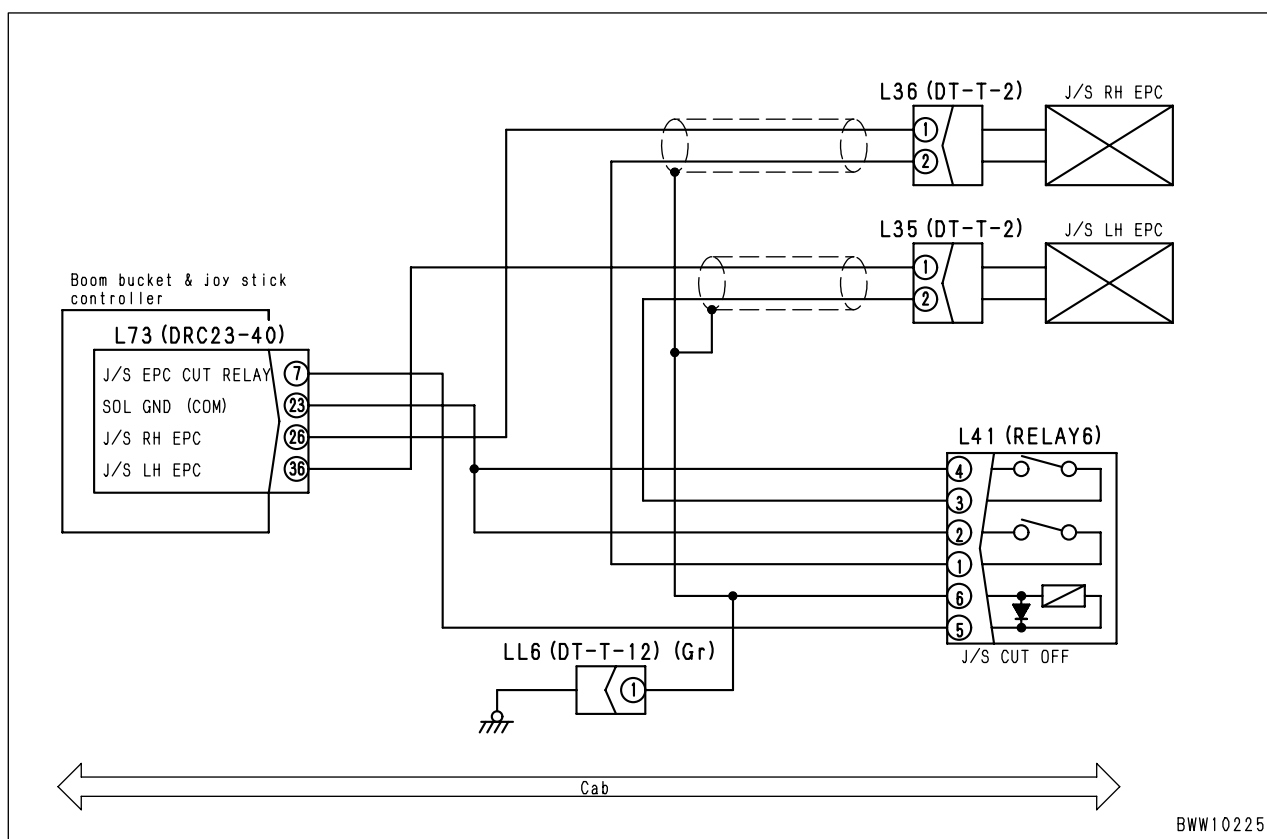 L36 (DT-T-2)
J/S RH EPC
1
2
L35 (DT-T-2)
J/S LH EPC
1
2
Boom bucket & joy stick
controller
L73 (DRC23-40)
J/S EPC CUT RELAY 7
SOL GND (COM) 23
J/S RH EPC 26
J/S LH EPC 36
L41 (RELAY6)
4
3
2
1
6
5
J/S CUT OFF
LL6 (DT-T-12) (Gr)
1
Cab
BWW10225